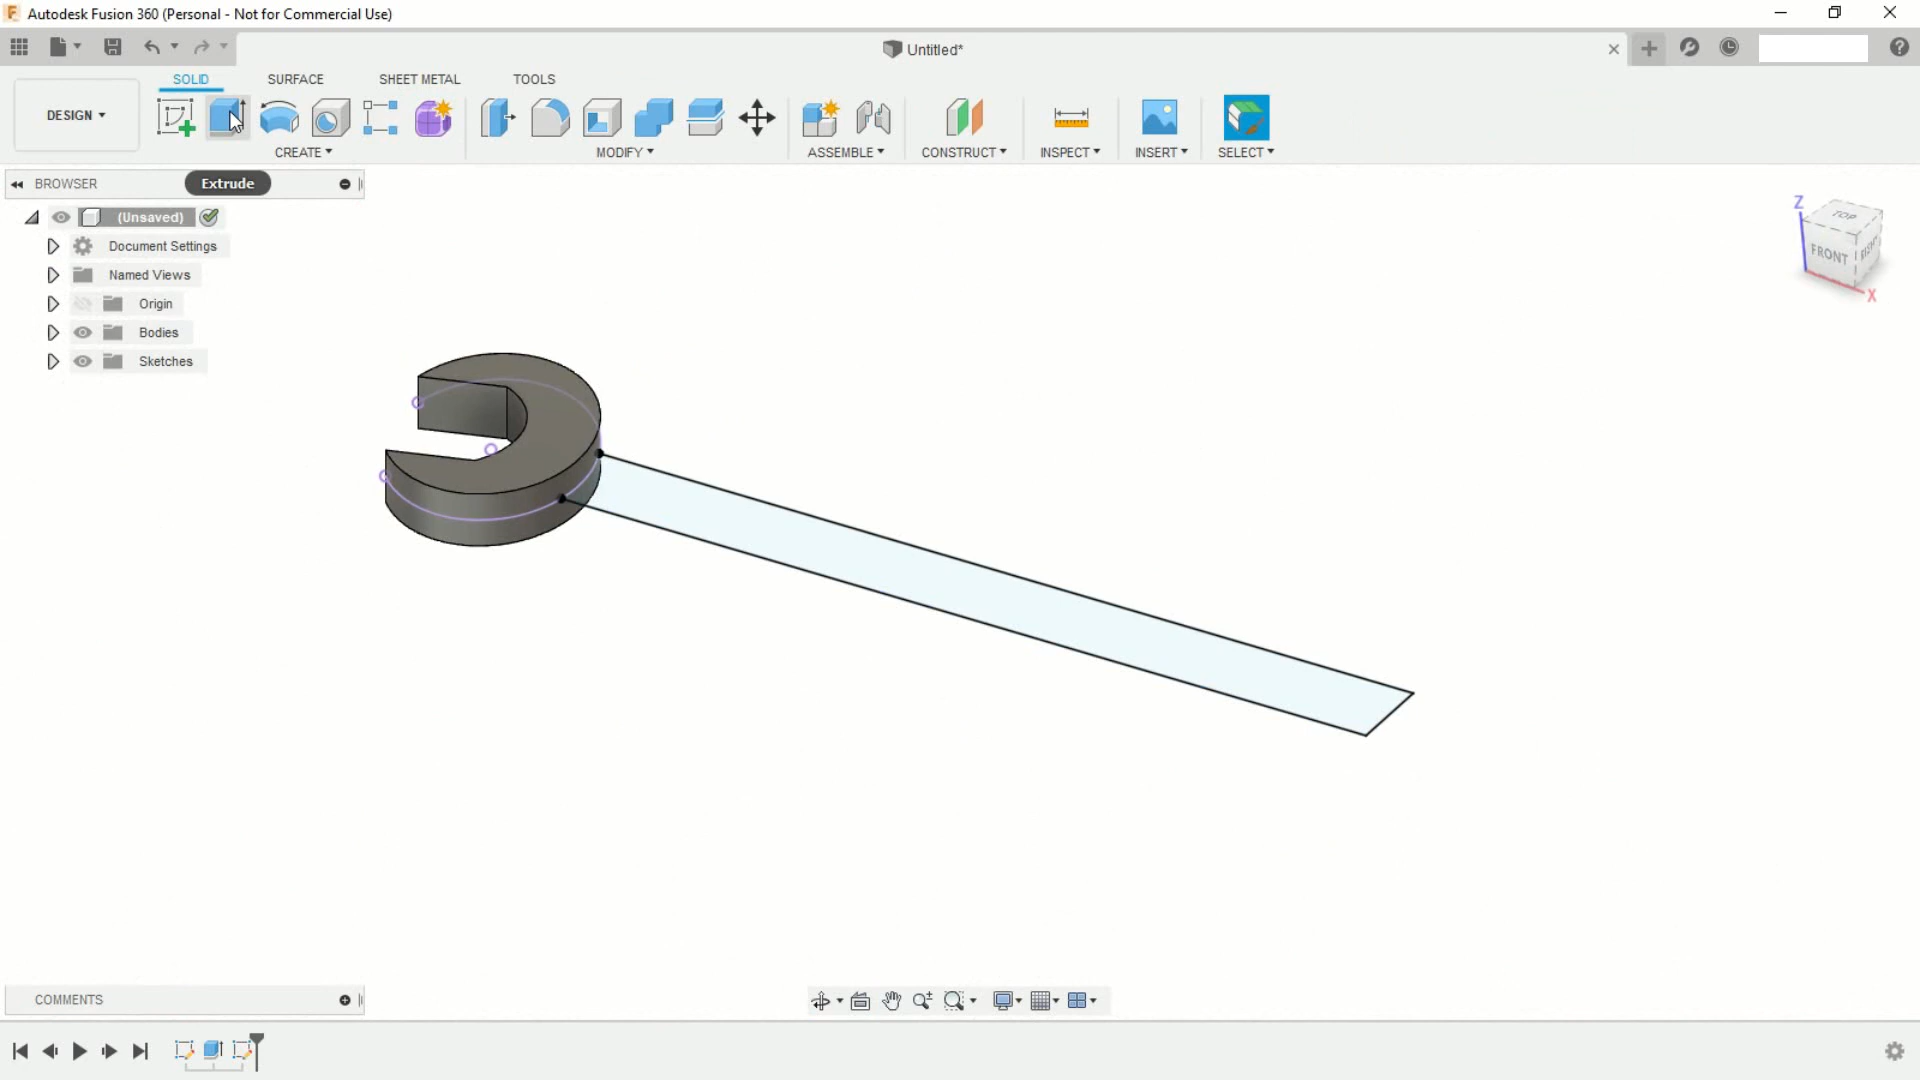 Autodesk Fusion 360 (Personal - Not for Commercial Use)
Untitled*
SOLID SURFACE SHEET METAL TOOLS
DESIGN
CREATE MODIFY ASSEMBLE CONSTRUCT INSPECT INSERT SELECT
BROWSER
Extrude
(Unsaved)
Document Settings
Named Views
Origin
Bodies
Sketches
Z
TOP
FRONT
RIGHT
X
COMMENTS